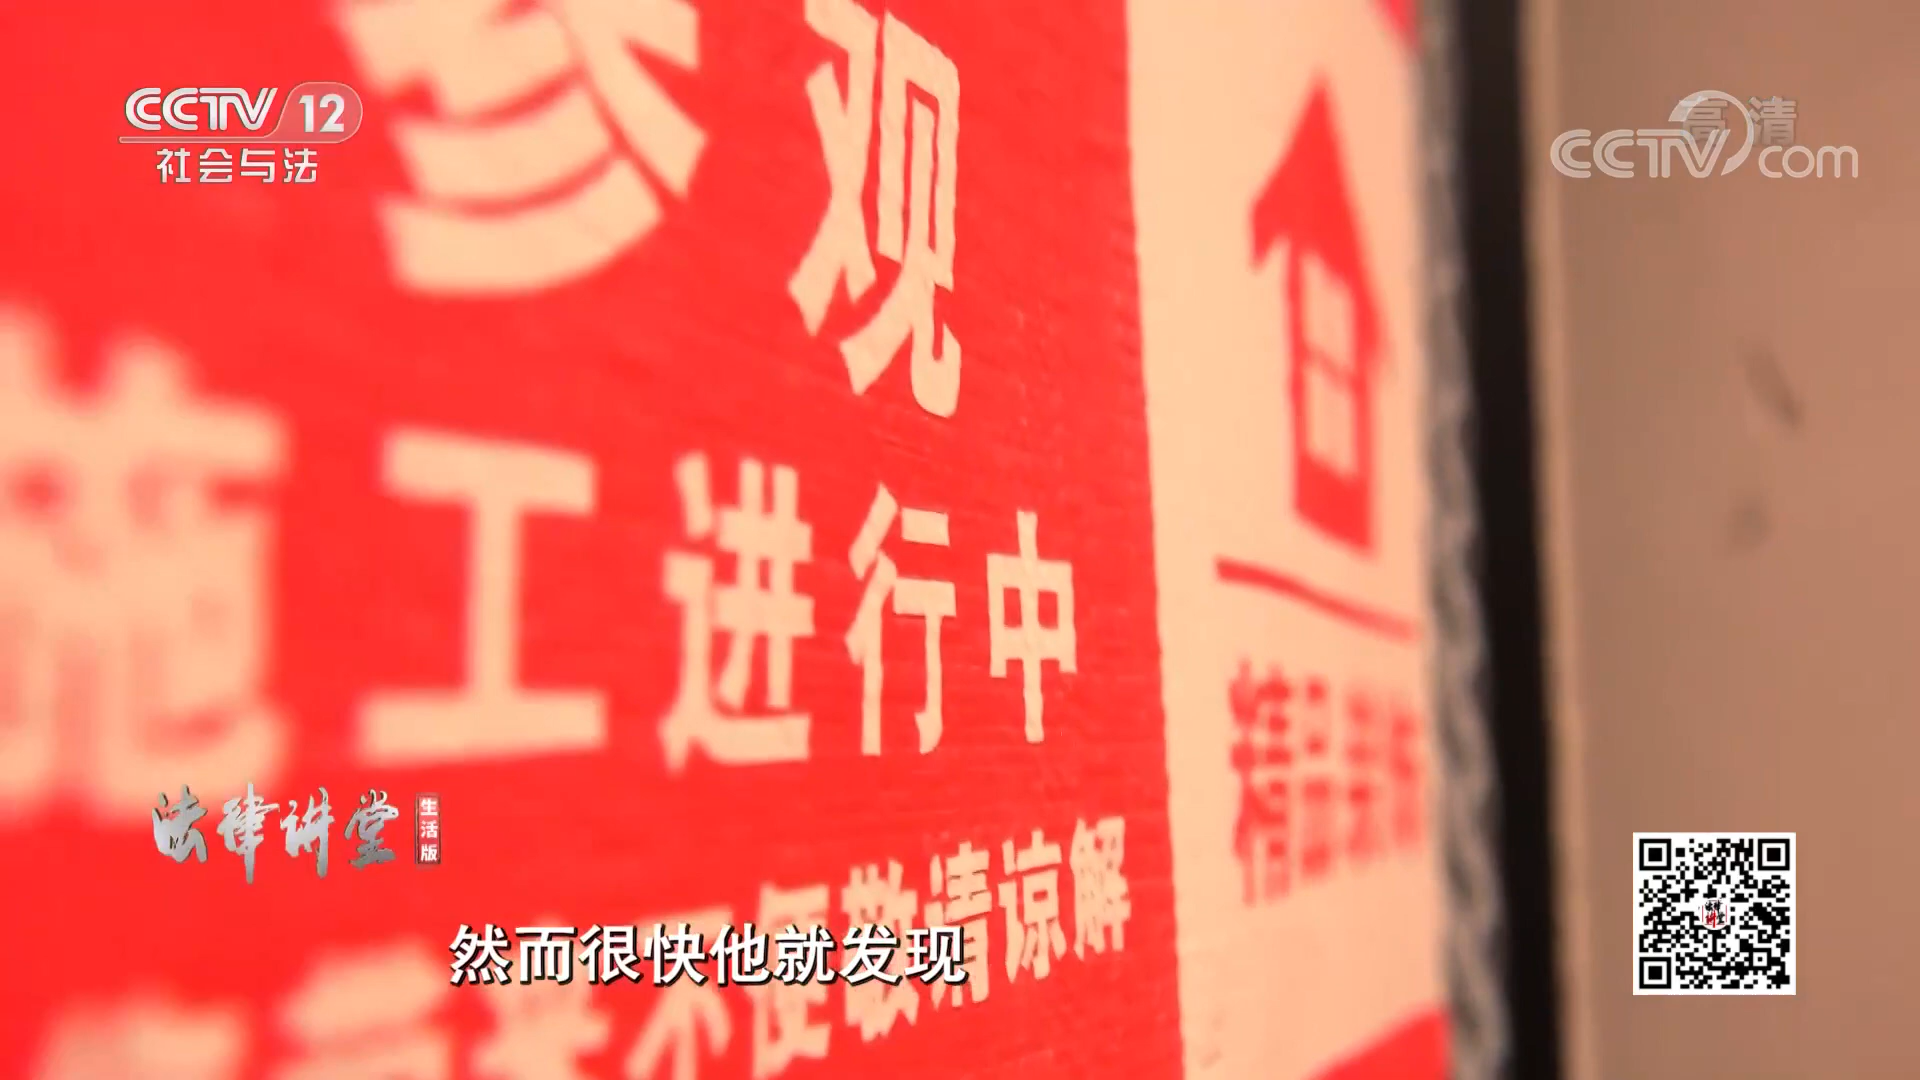 CCTV 12
社会与法
高清
CCTV.com
参观
施工进行中
不便敬请谅解
精品装饰
法律讲堂
生活版
然而很快他就发现